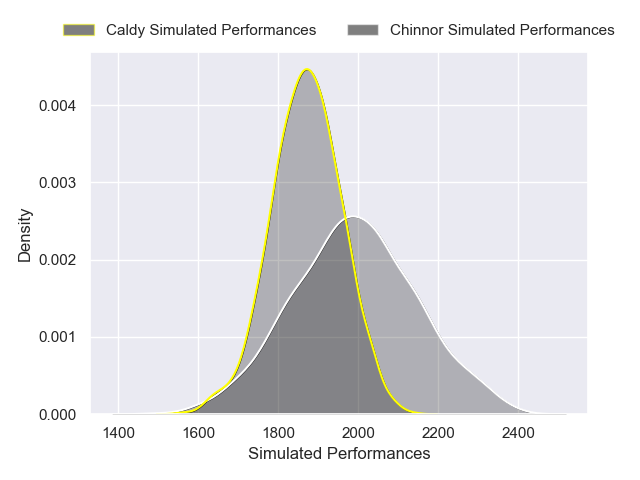 Caldy Simulated Performances Chinnor Simulated Performances
0.004
0.003
0.002
0.001
0.000
Density
1400 1600 1800 2000 2200 2400
Simulated Performances